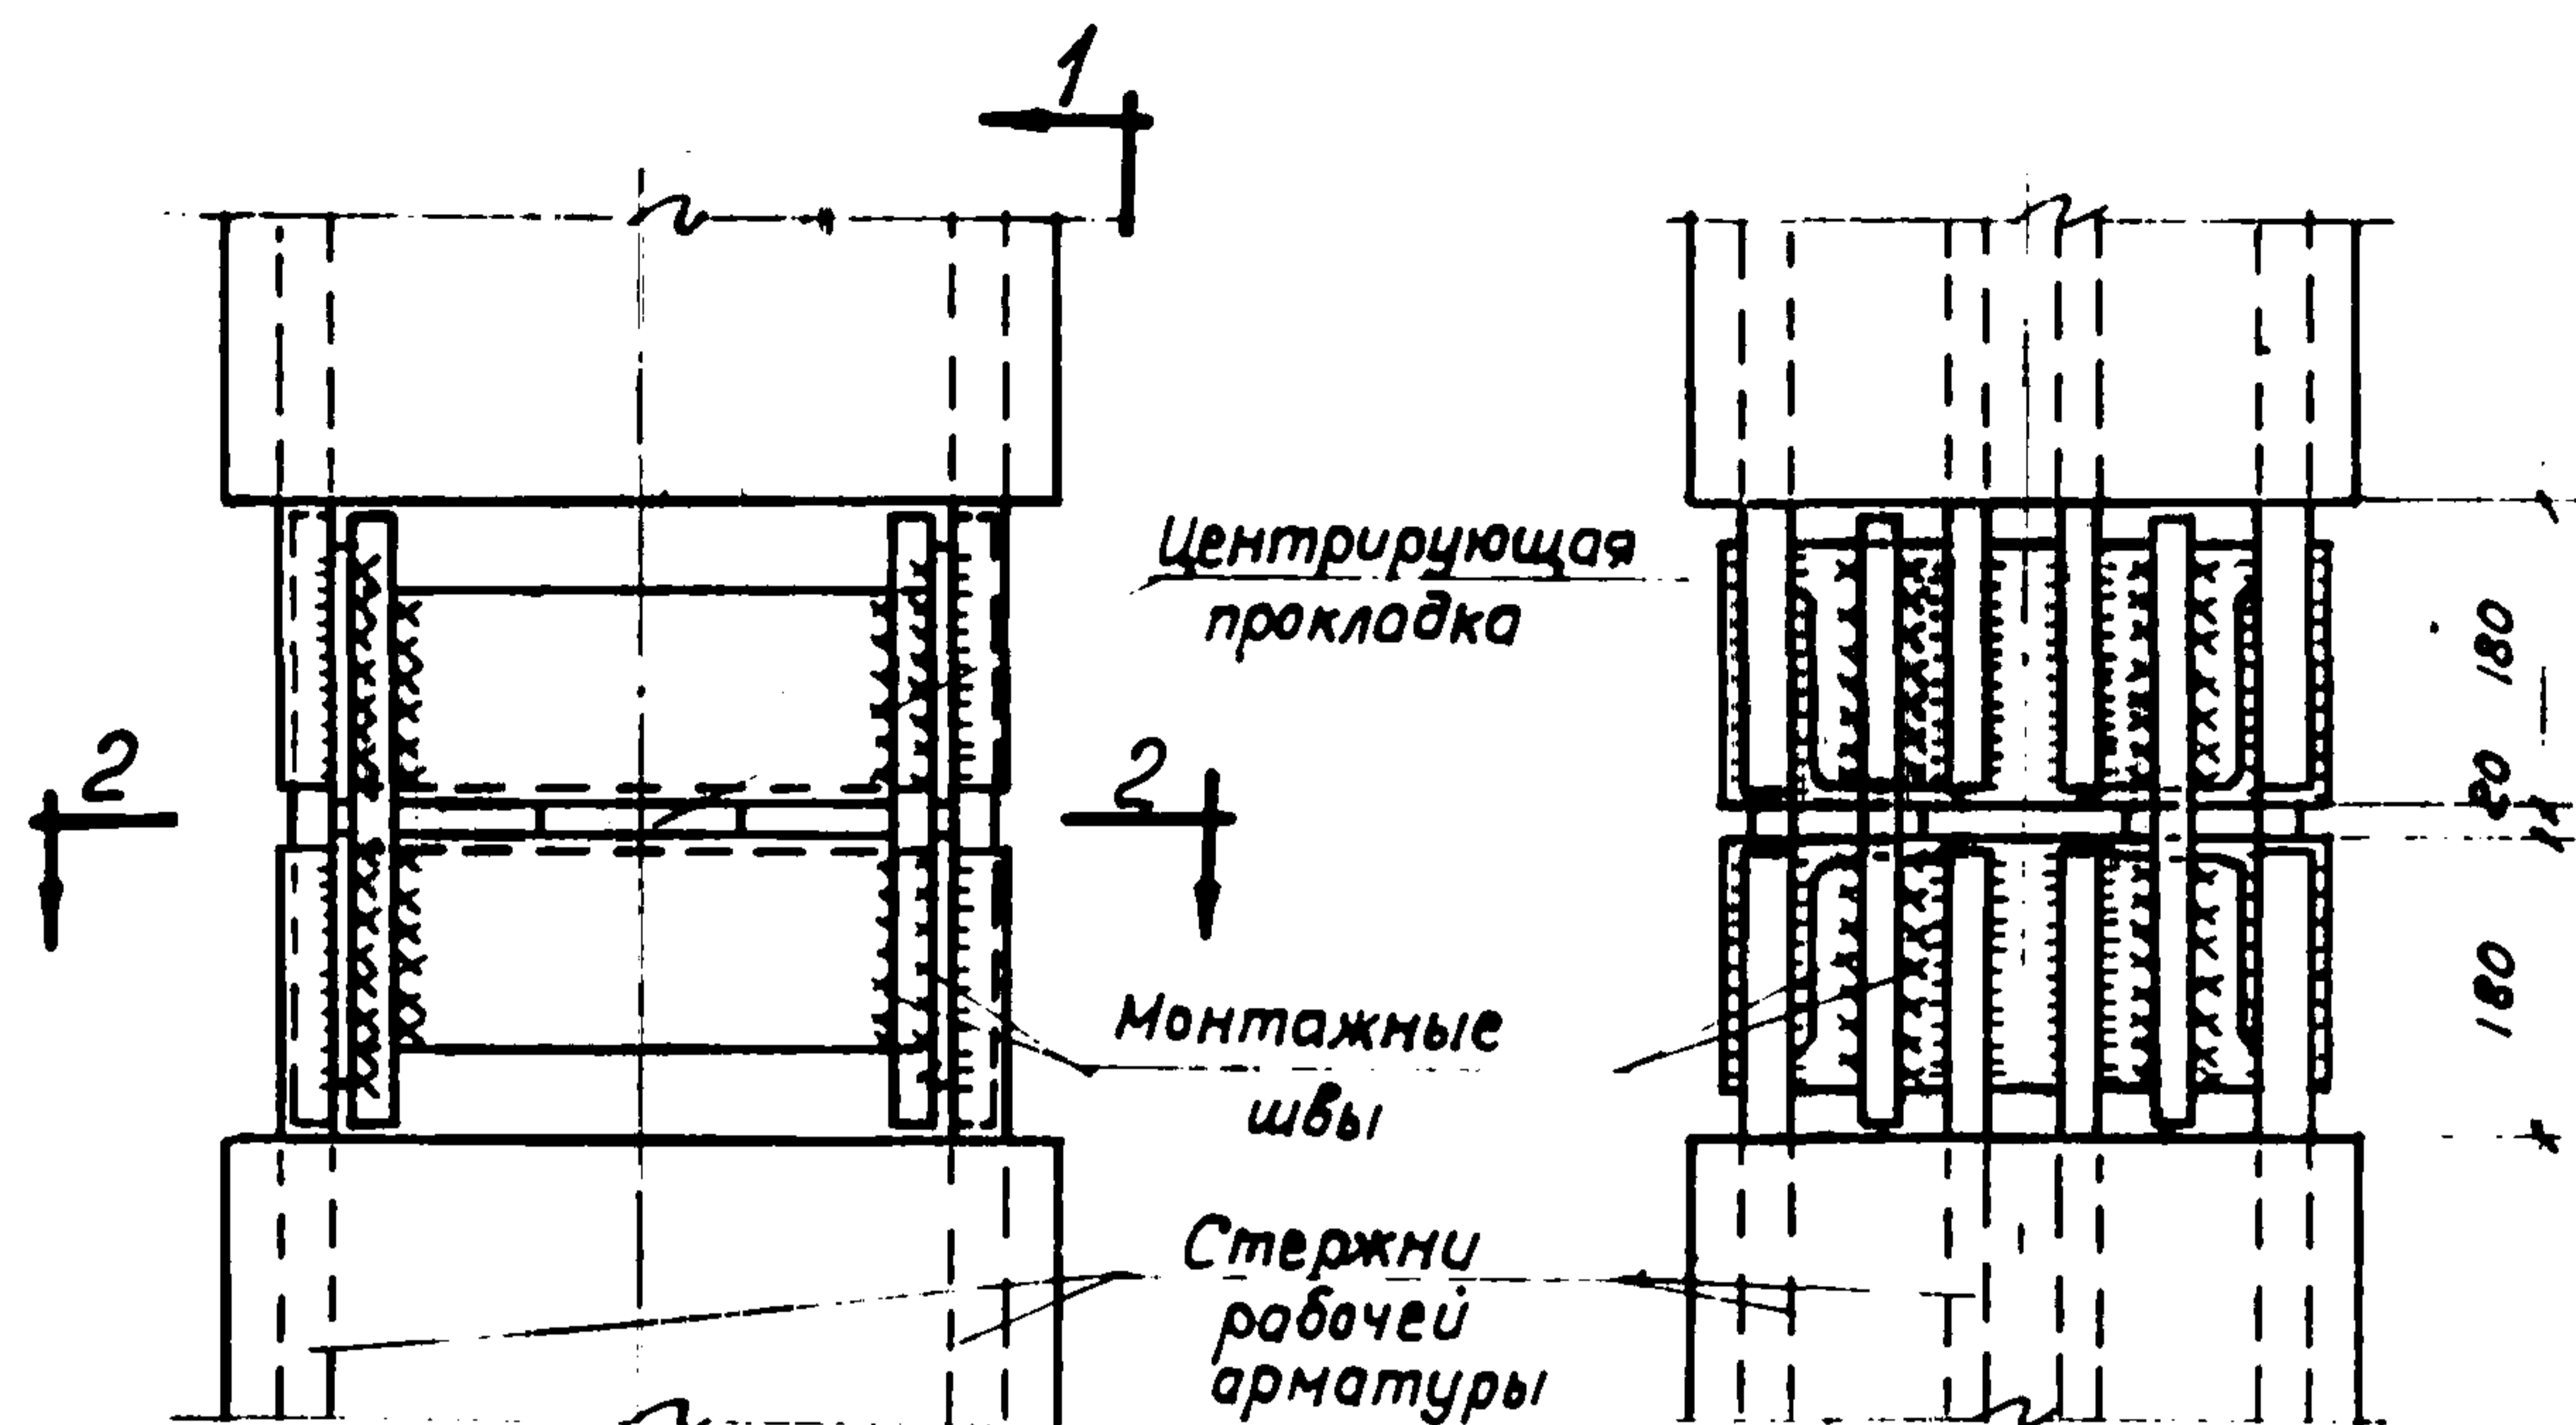 1
Центрирующая
прокладка
180
20
2
2
180
Монтажные
швы
Стержни
рабочей
арматуры